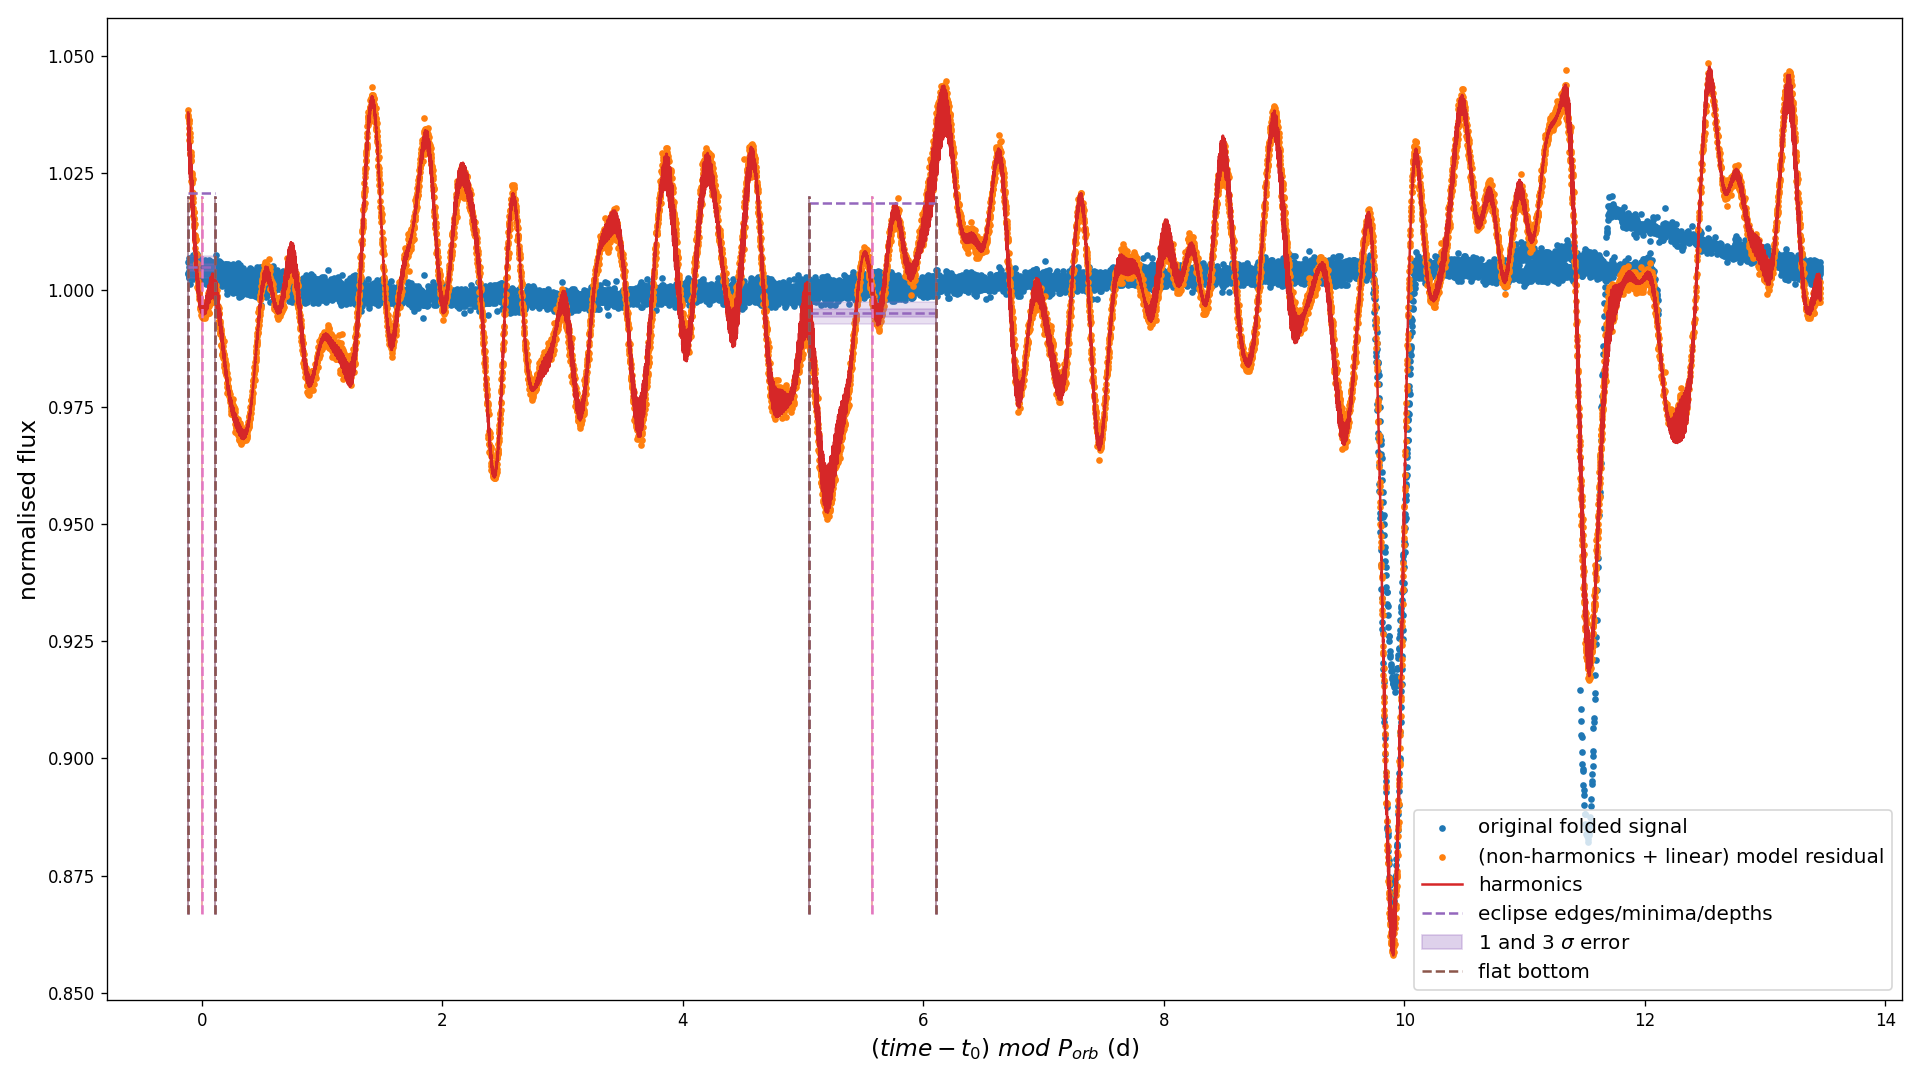 normalised flux
1.050
1.025
1.000
0.975
0.950
0.925
0.900
0.875
0.850
0
2
4
6
8
10
12
14
(time − t₀) mod Pₒᵣᵦ (d)
original folded signal
(non-harmonics + linear) model residual
harmonics
eclipse edges/minima/depths
1 and 3 σ error
flat bottom